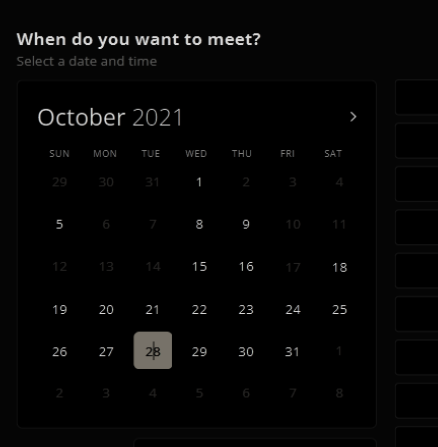 When do you want to meet?
Select a date and time
October 2021 >
SUN MON TUE WED THU FRI SAT
29 30 31 1 2 3 4
5 6 7 8 9 10 11
12 13 14 15 16 17 18
19 20 21 22 23 24 25
26 27 28 29 30 31 1
2 3 4 5 6 7 8